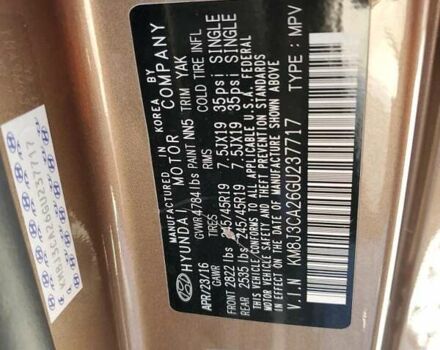 MANUFACTURED IN KOREA BY
HYUNDAI MOTOR COMPANY
APR/23/16 GVWR 4784 lbs PAINT NN5 TRIM YAK
GAWR TIRES RIMS COLD TIRE INFL
FRONT 2822 lbs 245/45R19 7.5JX19 35psi SINGLE
REAR 2535 lbs 245/45R19 7.5JX19 35psi SINGLE
THIS VEHICLE CONFORMS TO ALL APPLICABLE U.S.A. FEDERAL
MOTOR VEHICLE SAFETY, BUMPER, AND THEFT PREVENTION STANDARDS
IN EFFECT ON THE DATE OF MANUFACTURE SHOWN ABOVE.
V.I.N KM8J3CA26GU237717 TYPE : MPV
KM8J3CA26GU237717